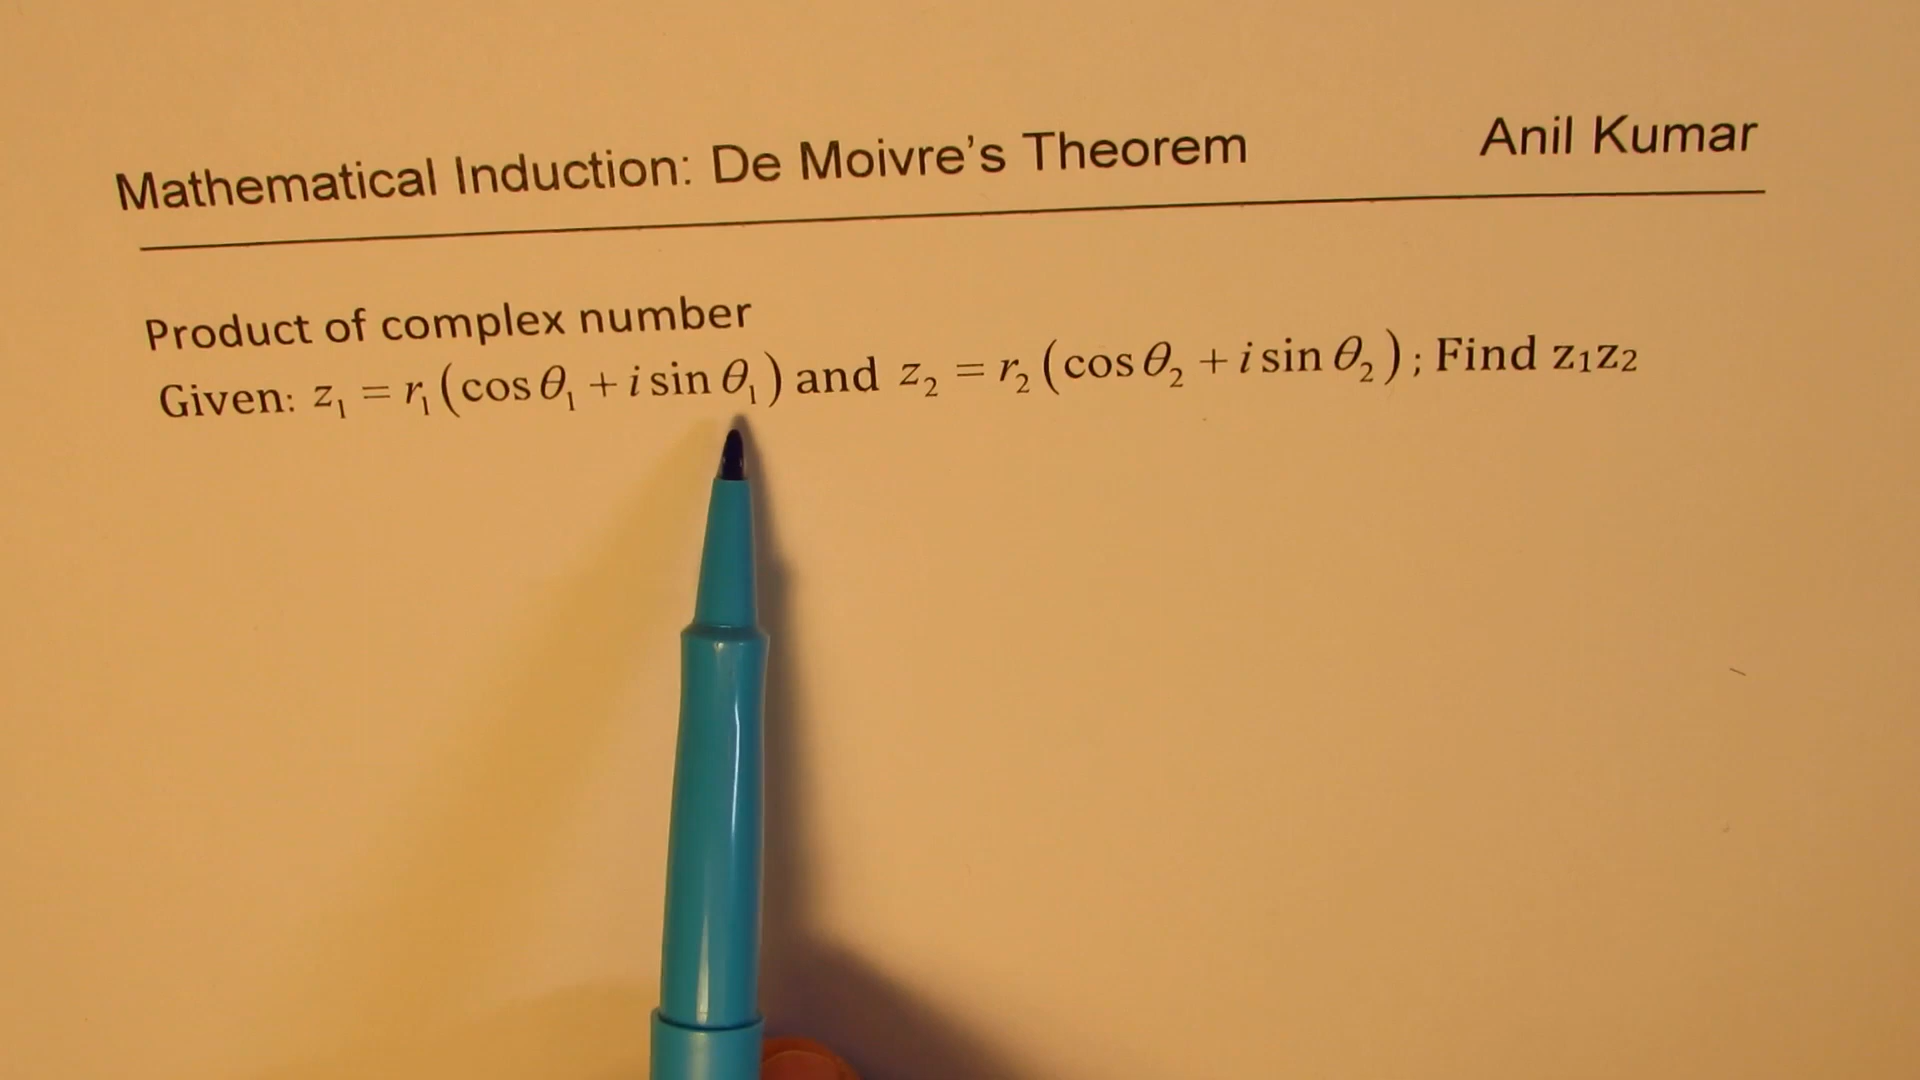 Mathematical Induction: De Moivre's Theorem Anil Kumar
Product of complex number
Given: z₁ = r₁(cos θ₁ + i sin θ₁) and z₂ = r₂(cos θ₂ + i sin θ₂); Find z1z2